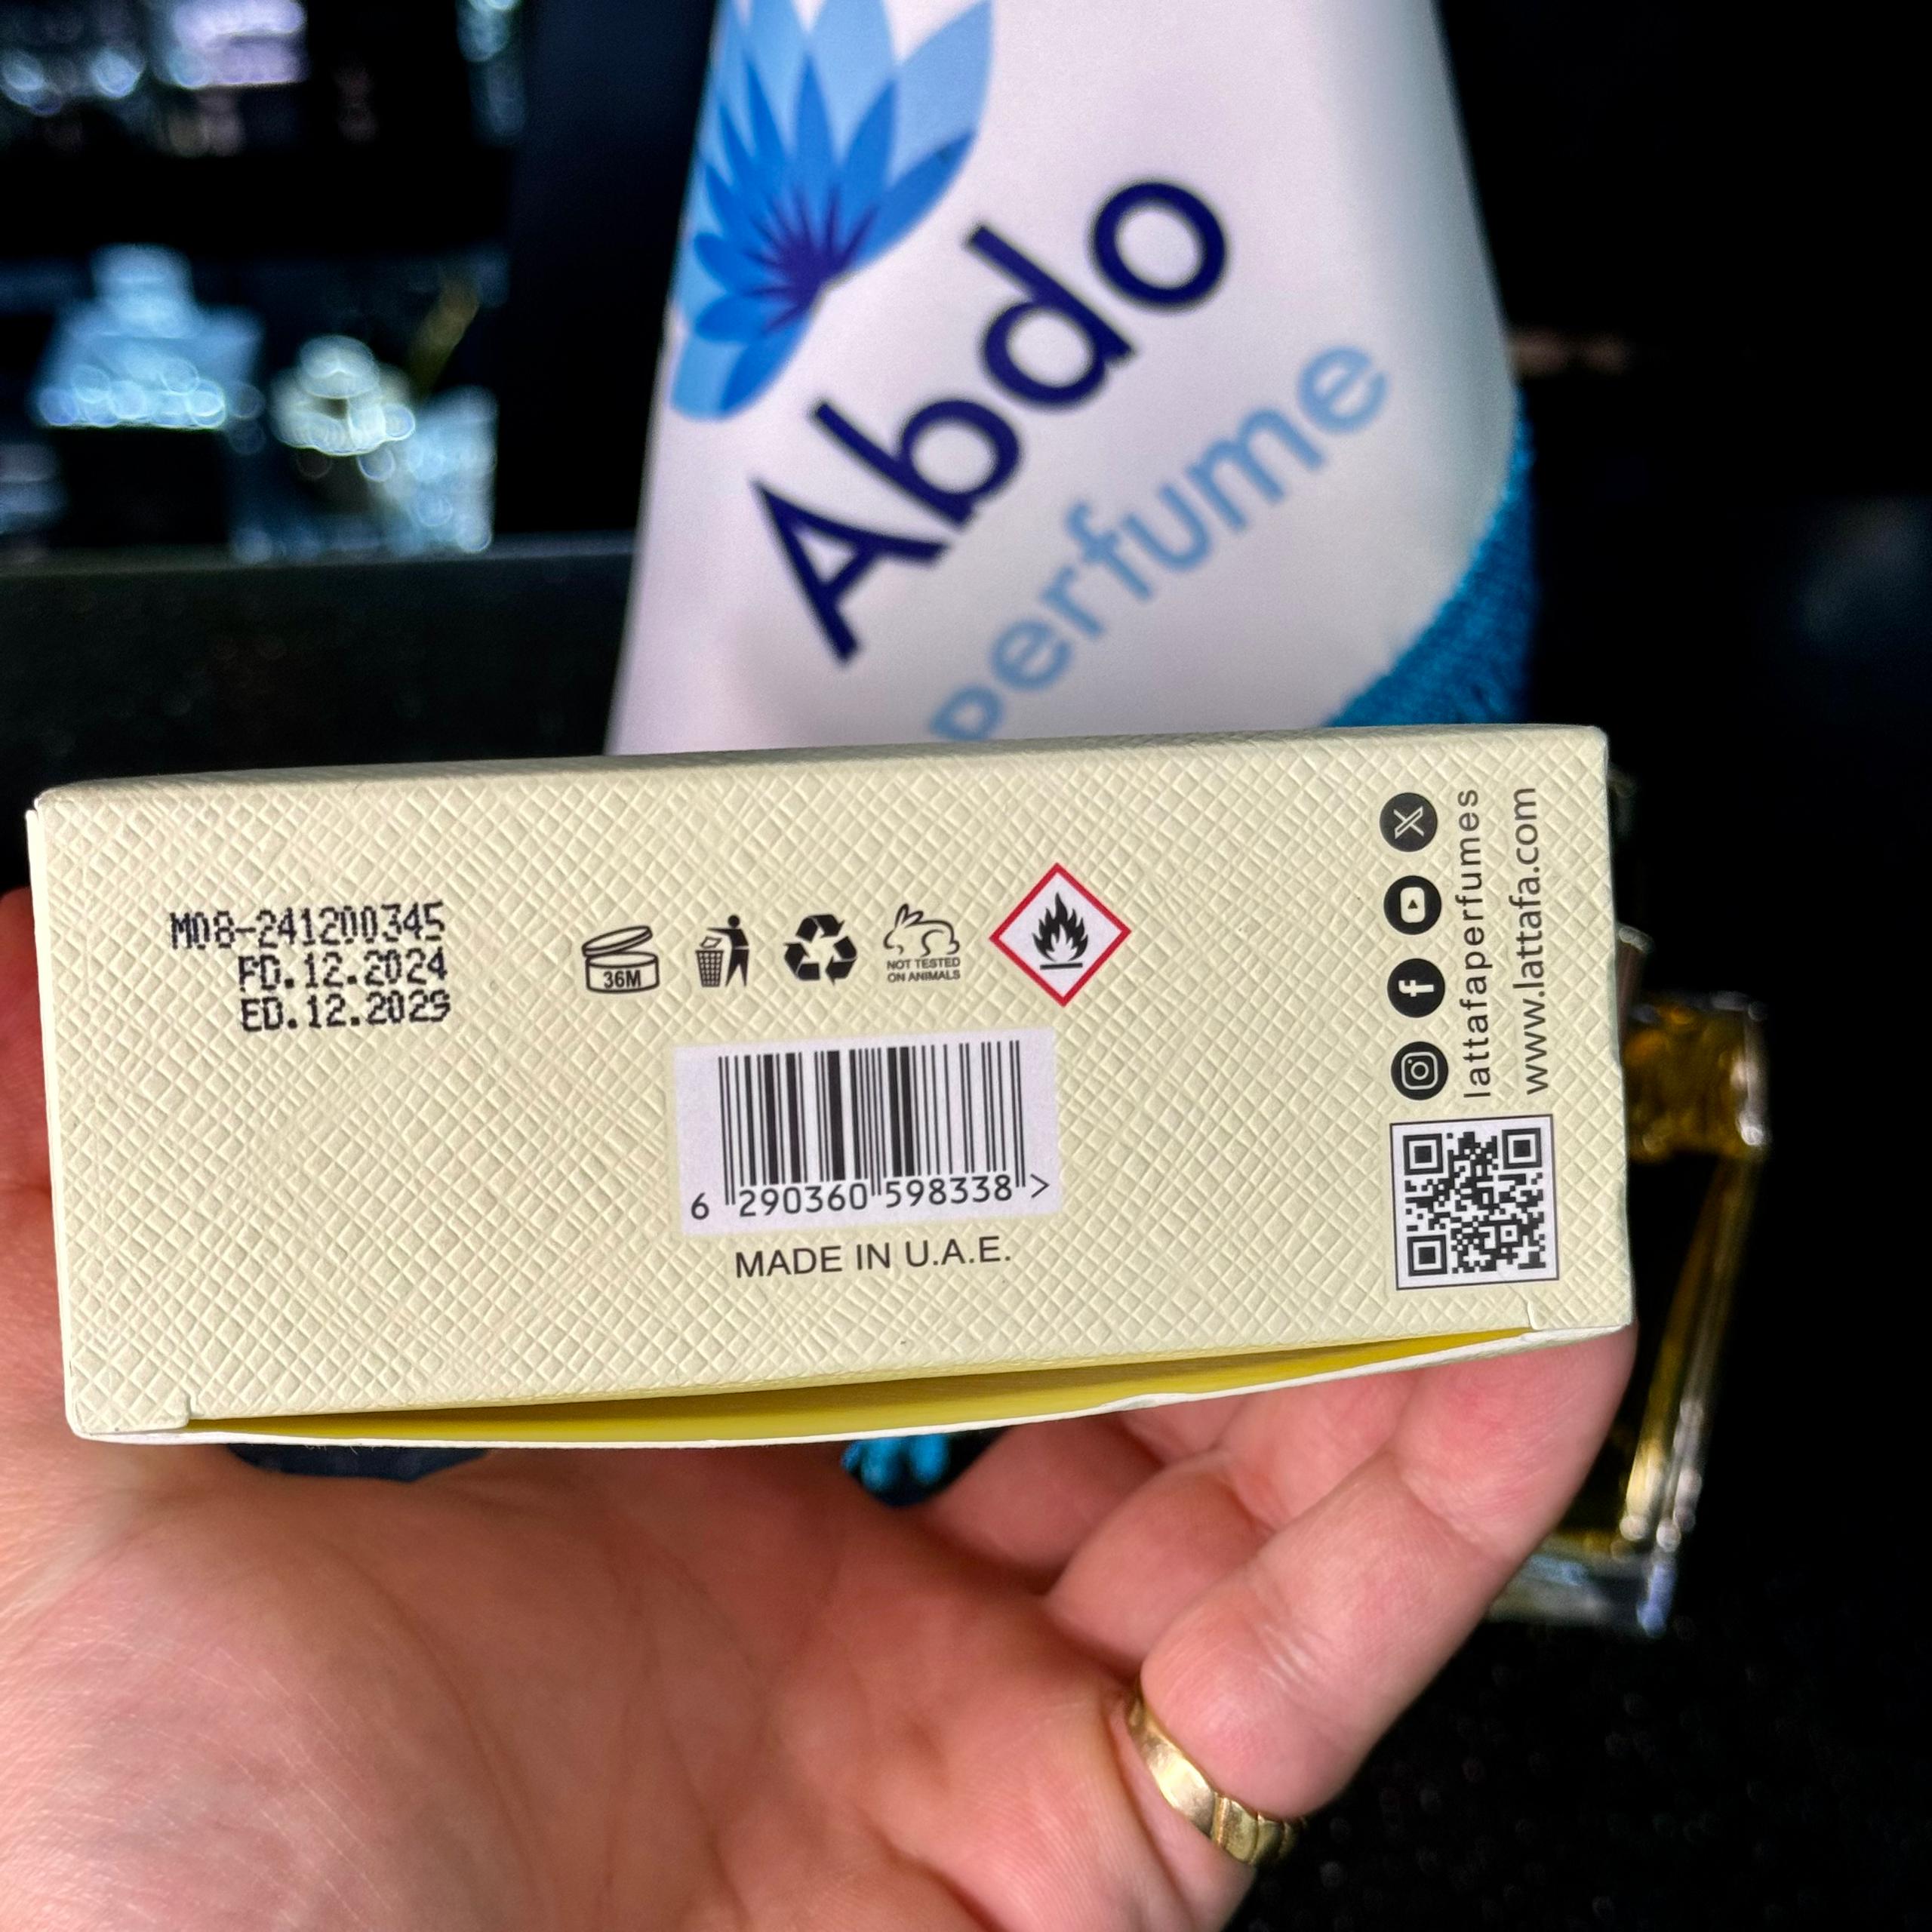 Abdo
Perfume
M08-241200345
PD.12.2024
ED.12.2029
36M
NOT TESTED
ON ANIMALS
6 290360 598338 >
MADE IN U.A.E.
lattafaperfumes
www.lattafa.com